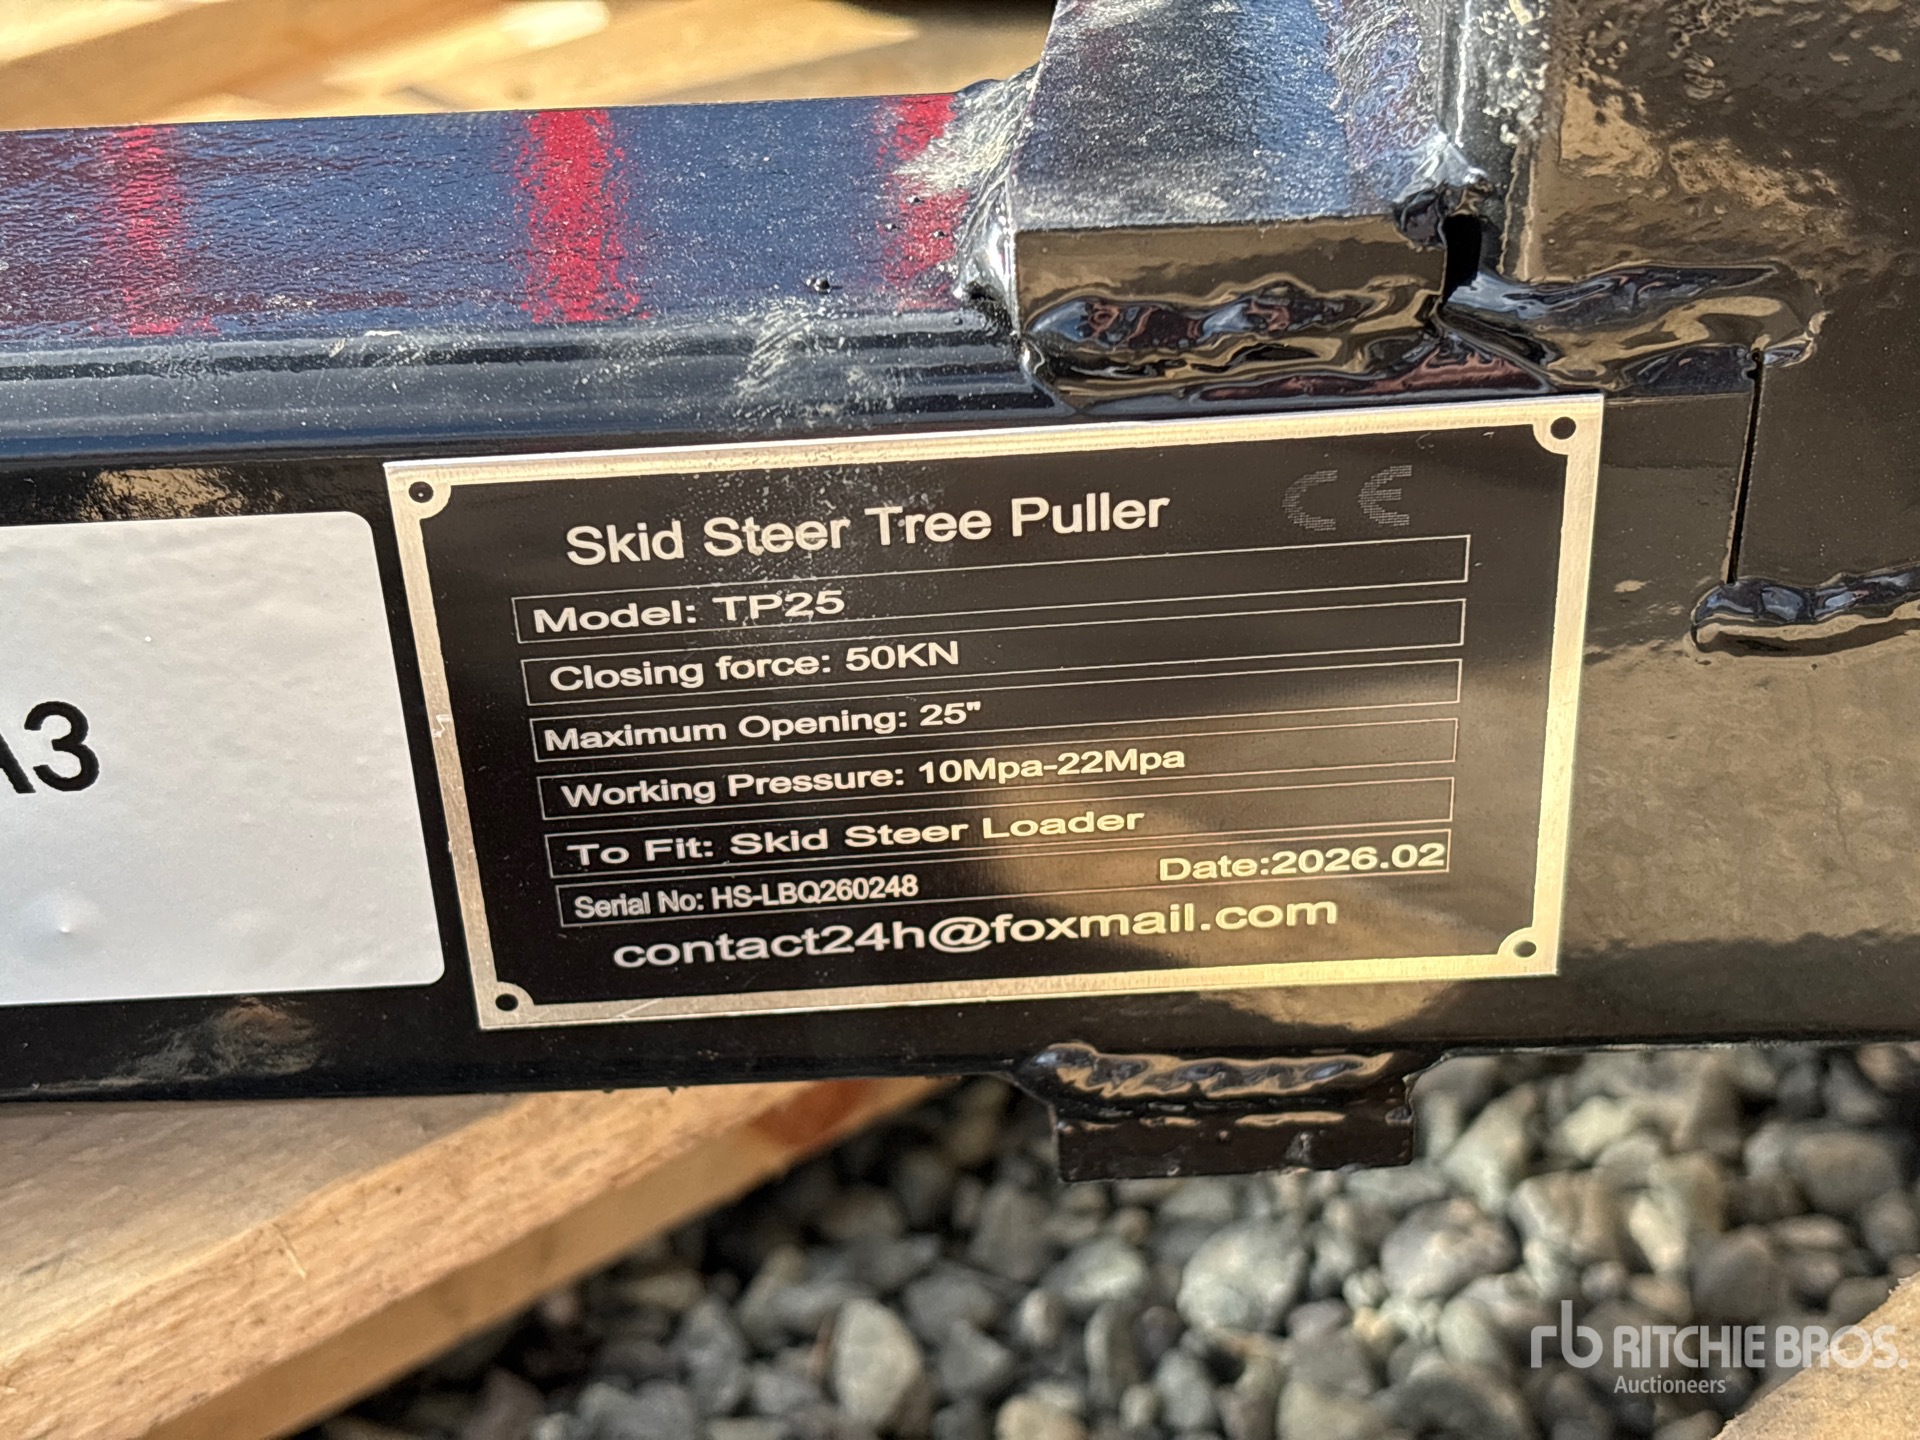 Skid Steer Tree Puller
CE
Model: TP25
Closing force: 50KN
Maximum Opening: 25"
Working Pressure: 10Mpa-22Mpa
To Fit: Skid Steer Loader
Serial No: HS-LBQ260248 Date:2026.02
contact24h@foxmail.com
A3
rb RITCHIE BROS.
Auctioneers